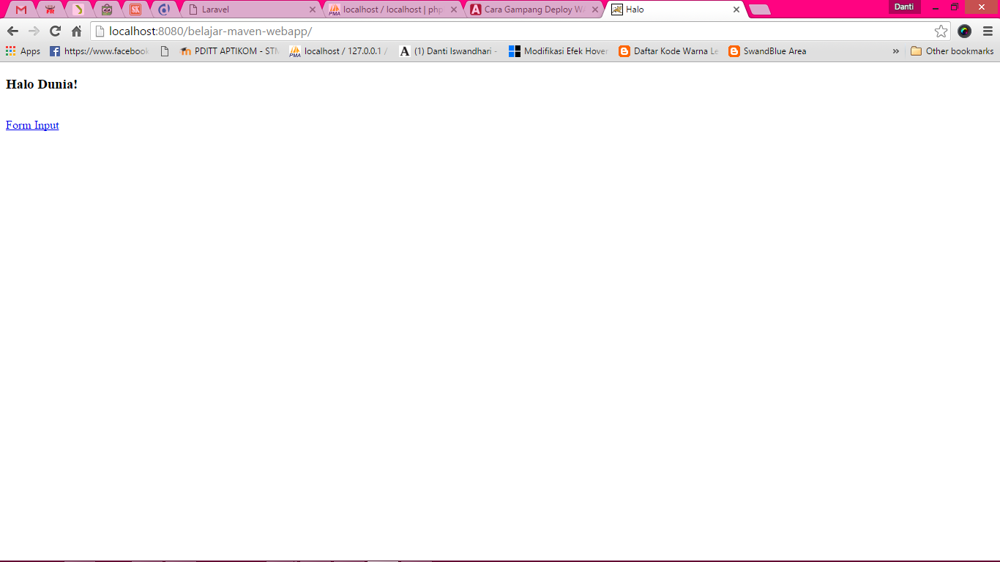 Laravel
localhost / localhost | php
Cara Gampang Deploy WA
Halo
Danti
localhost:8080/belajar-maven-webapp/
Apps
https://www.facebook
PDITT APTIKOM - STM
localhost / 127.0.0.1 /
(1) Danti Iswandhari -
Modifikasi Efek Hover
Daftar Kode Warna Le
SwandBlue Area
»
Other bookmarks
Halo Dunia!
Form Input